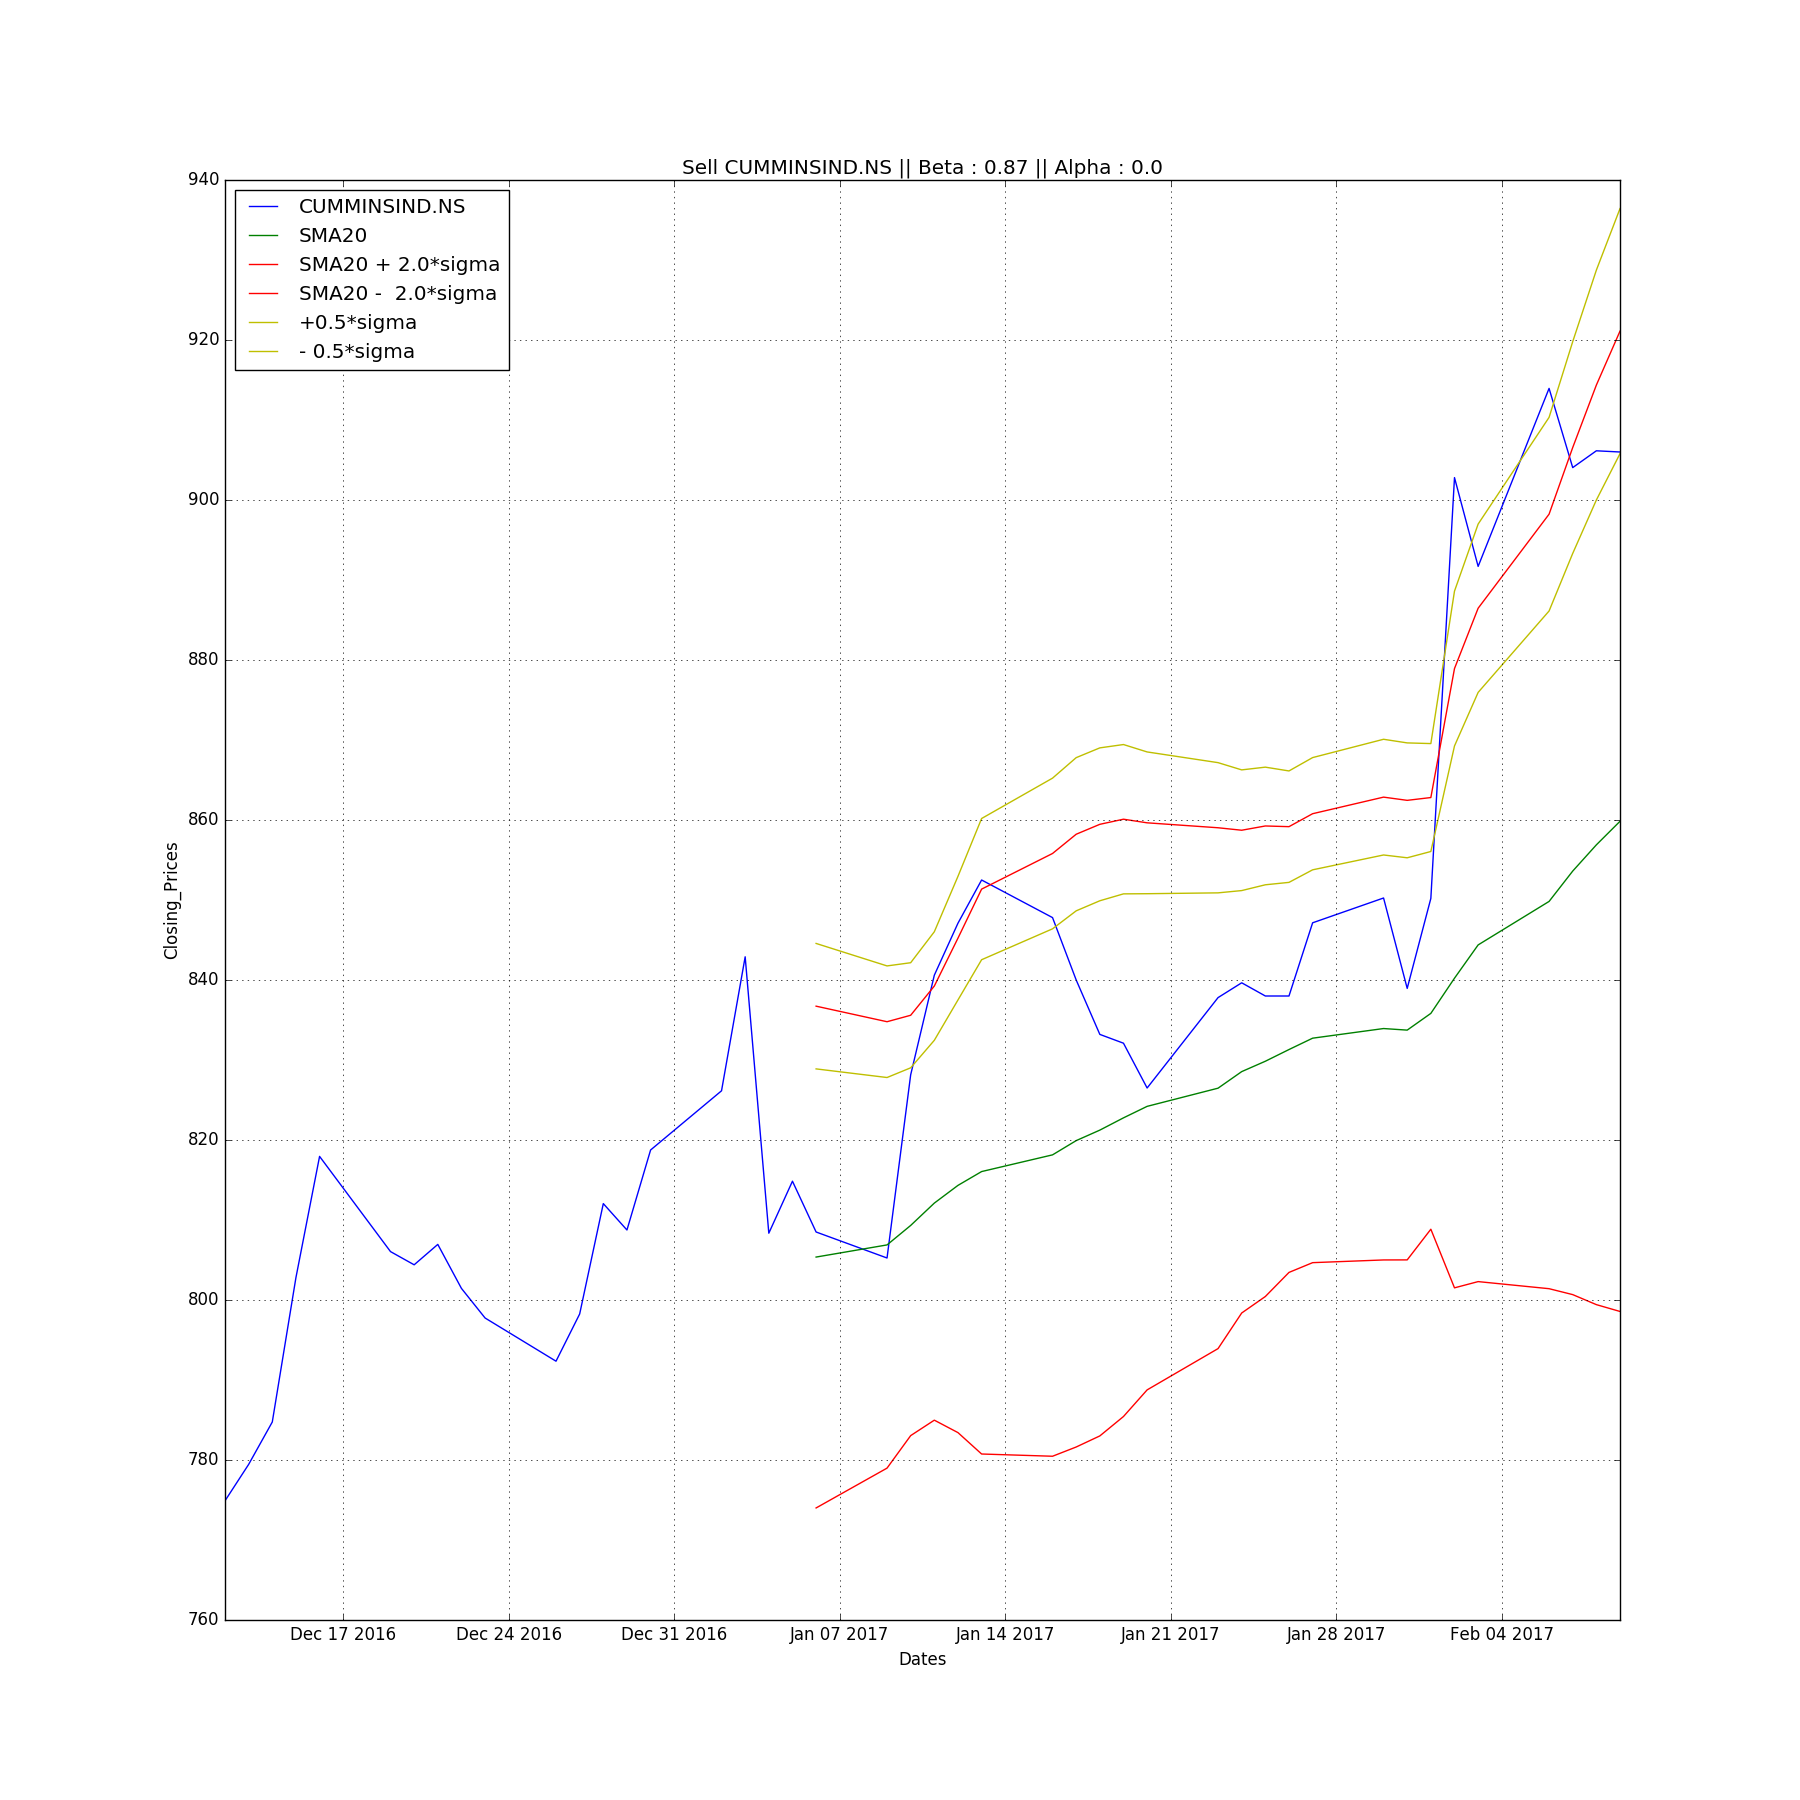 Sell CUMMINSIND.NS || Beta : 0.87 || Alpha : 0.0
CUMMINSIND.NS
SMA20
SMA20 + 2.0*sigma
SMA20 -  2.0*sigma
+0.5*sigma
- 0.5*sigma
940
920
900
880
860
840
820
800
780
760
Closing_Prices
Dec 17 2016 Dec 24 2016 Dec 31 2016 Jan 07 2017 Jan 14 2017 Jan 21 2017 Jan 28 2017 Feb 04 2017
Dates